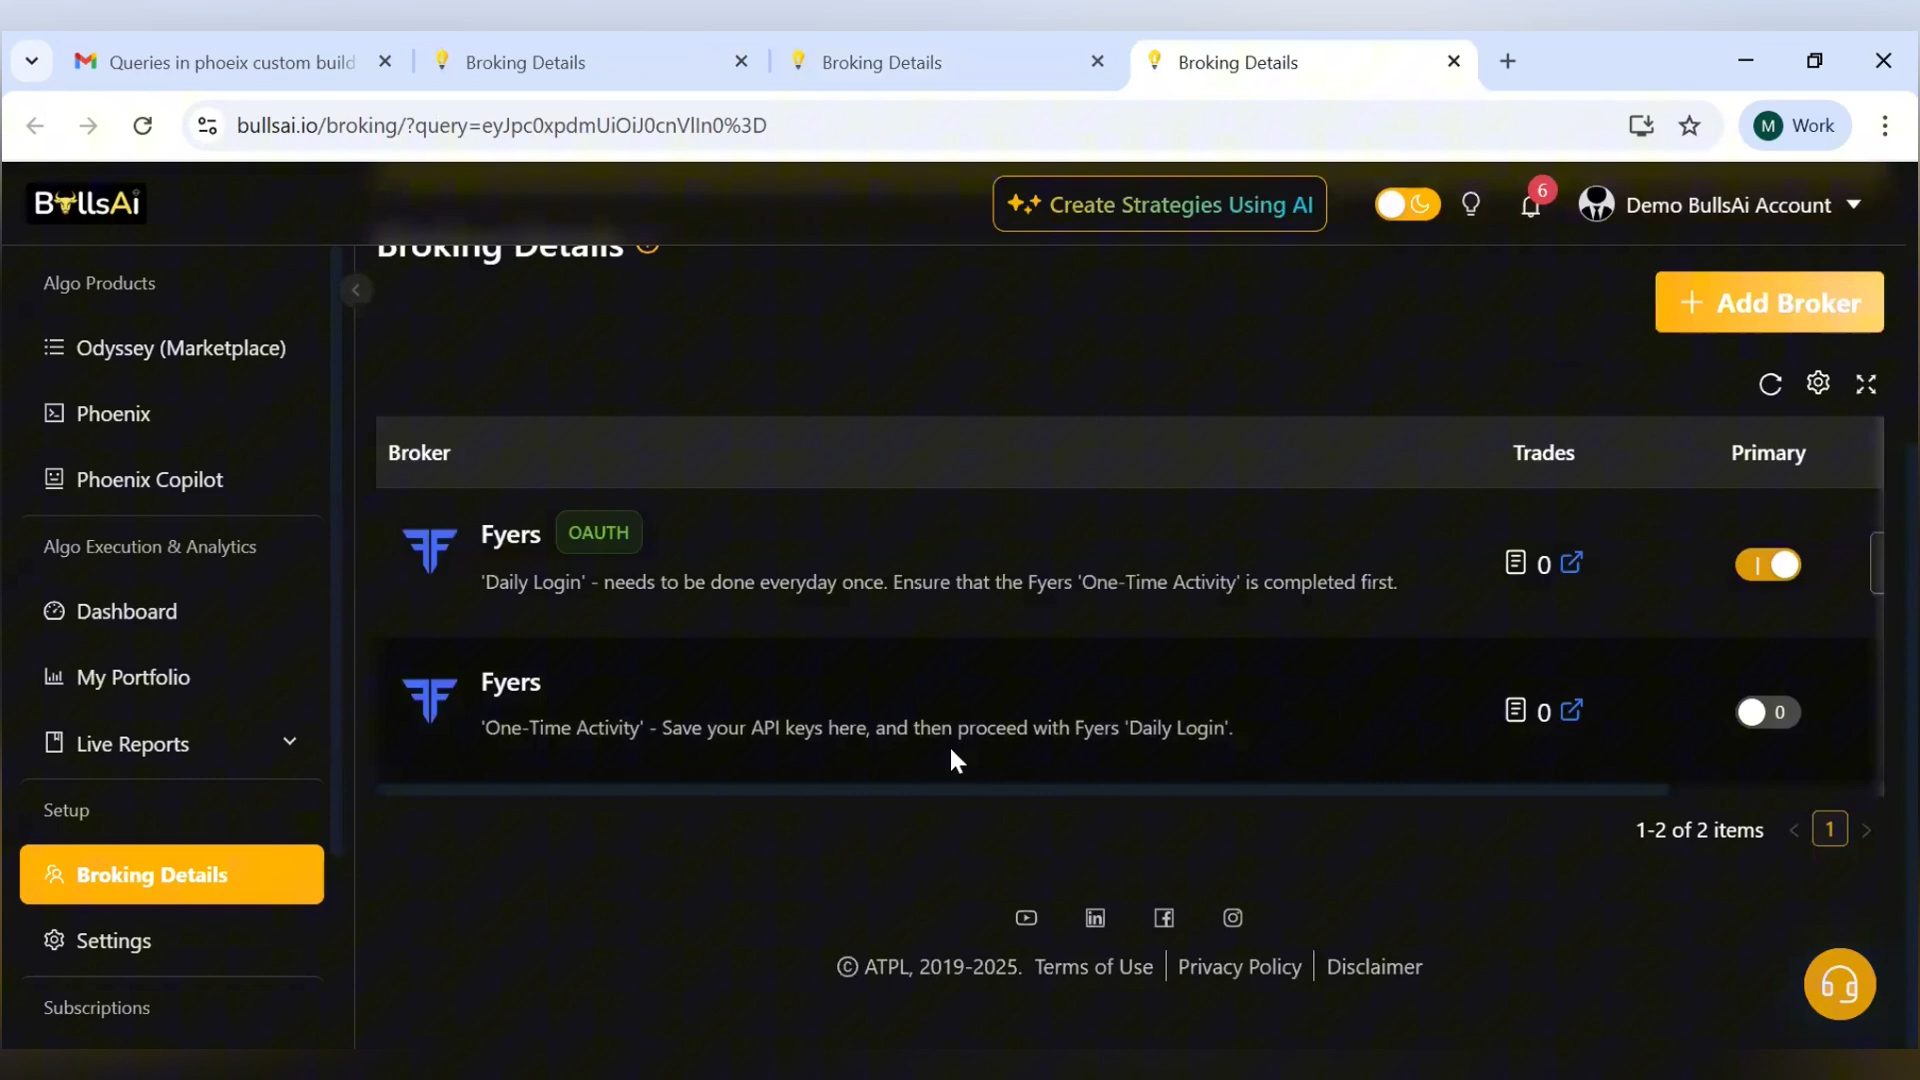 Queries in phoeix custom build
Broking Details
Broking Details
Broking Details
bullsai.io/broking/?query=eyJpc0xpdmUiOiJ0cnVlIn0%3D
M Work
BullsAi
Create Strategies Using AI
6
Demo BullsAi Account
Broking Details
Algo Products
Add Broker
Odyssey (Marketplace)
Phoenix
Phoenix Copilot
Broker Trades Primary
Algo Execution & Analytics
Fyers OAUTH
'Daily Login' - needs to be done everyday once. Ensure that the Fyers 'One-Time Activity' is completed first.
0
Dashboard
My Portfolio
Fyers
'One-Time Activity' - Save your API keys here, and then proceed with Fyers 'Daily Login'.
0 0
Live Reports
Setup
1-2 of 2 items 1
Broking Details
Settings
© ATPL, 2019-2025. Terms of Use Privacy Policy Disclaimer
Subscriptions